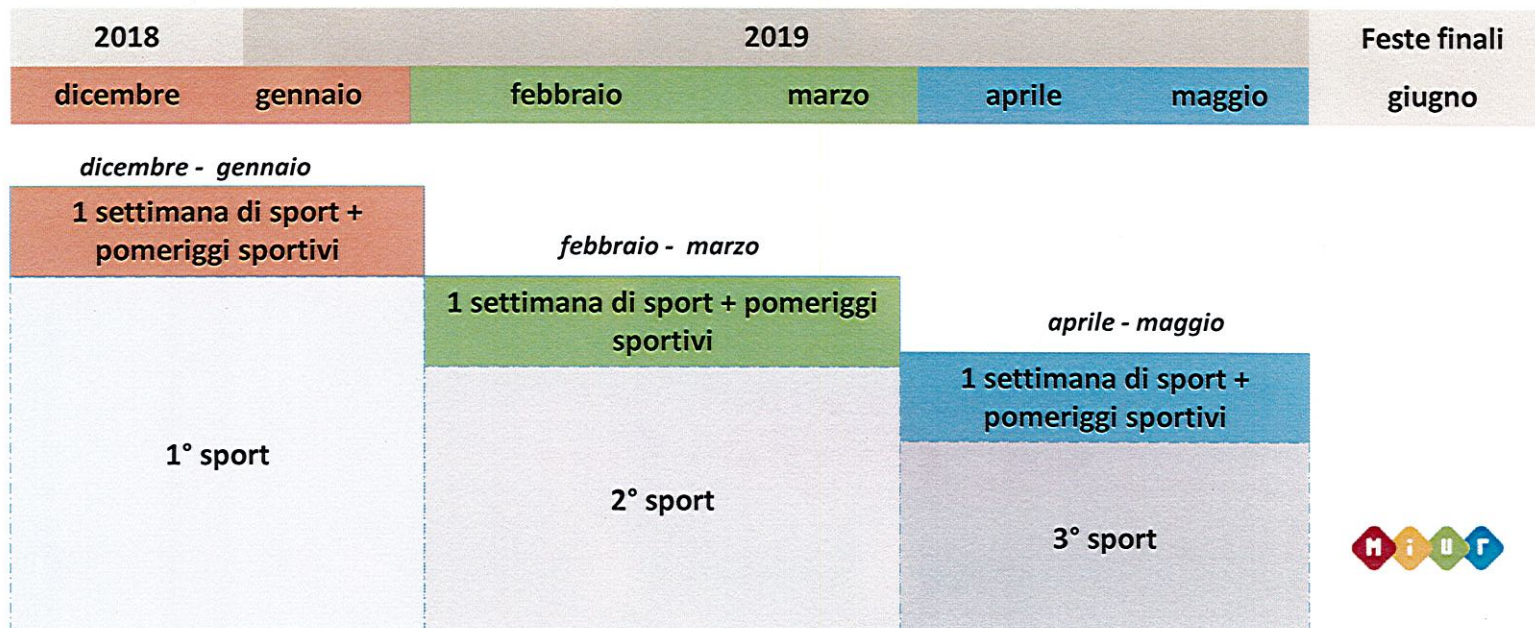 2018 2019 Feste finali
dicembre gennaio febbraio marzo aprile maggio giugno
dicembre - gennaio
1 settimana di sport +
pomeriggi sportivi
febbraio - marzo
1 settimana di sport + pomeriggi
sportivi
aprile - maggio
1 settimana di sport +
pomeriggi sportivi
1° sport
2° sport
3° sport
MiUr